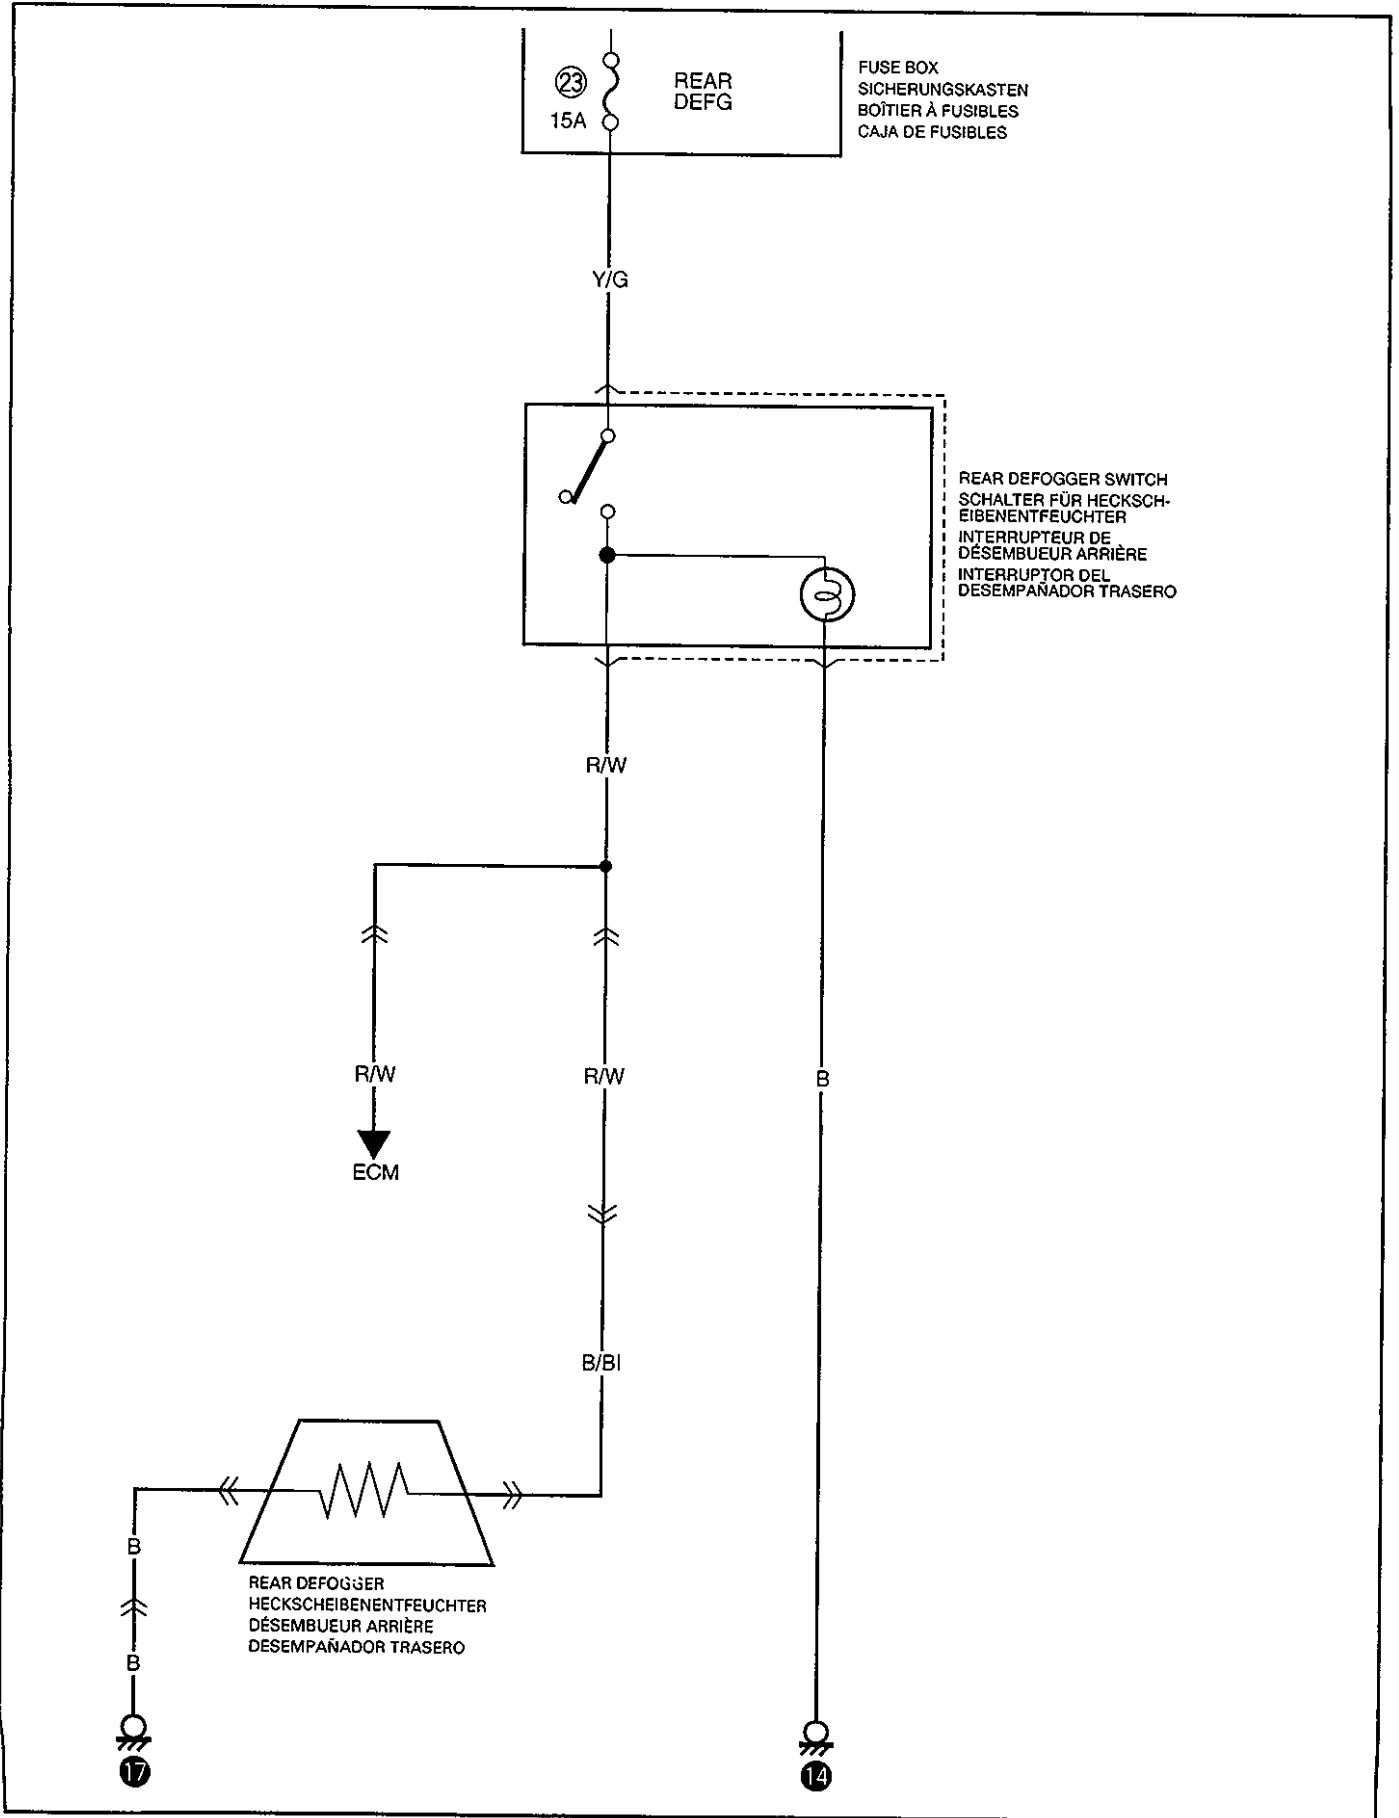 23
15A
REAR
DEFG
FUSE BOX
SICHERUNGSKASTEN
BOÎTIER À FUSIBLES
CAJA DE FUSIBLES
Y/G
REAR DEFOGGER SWITCH
SCHALTER FÜR HECKSCH-
EIBENENTFEUCHTER
INTERRUPTEUR DE
DÉSEMBUEUR ARRIÈRE
INTERRUPTOR DEL
DESEMPAÑADOR TRASERO
R/W
R/W
R/W
B
ECM
B/Bl
B
REAR DEFOGGER
HECKSCHEIBENENTFEUCHTER
DÉSEMBUEUR ARRIÈRE
DESEMPAÑADOR TRASERO
B
17
14